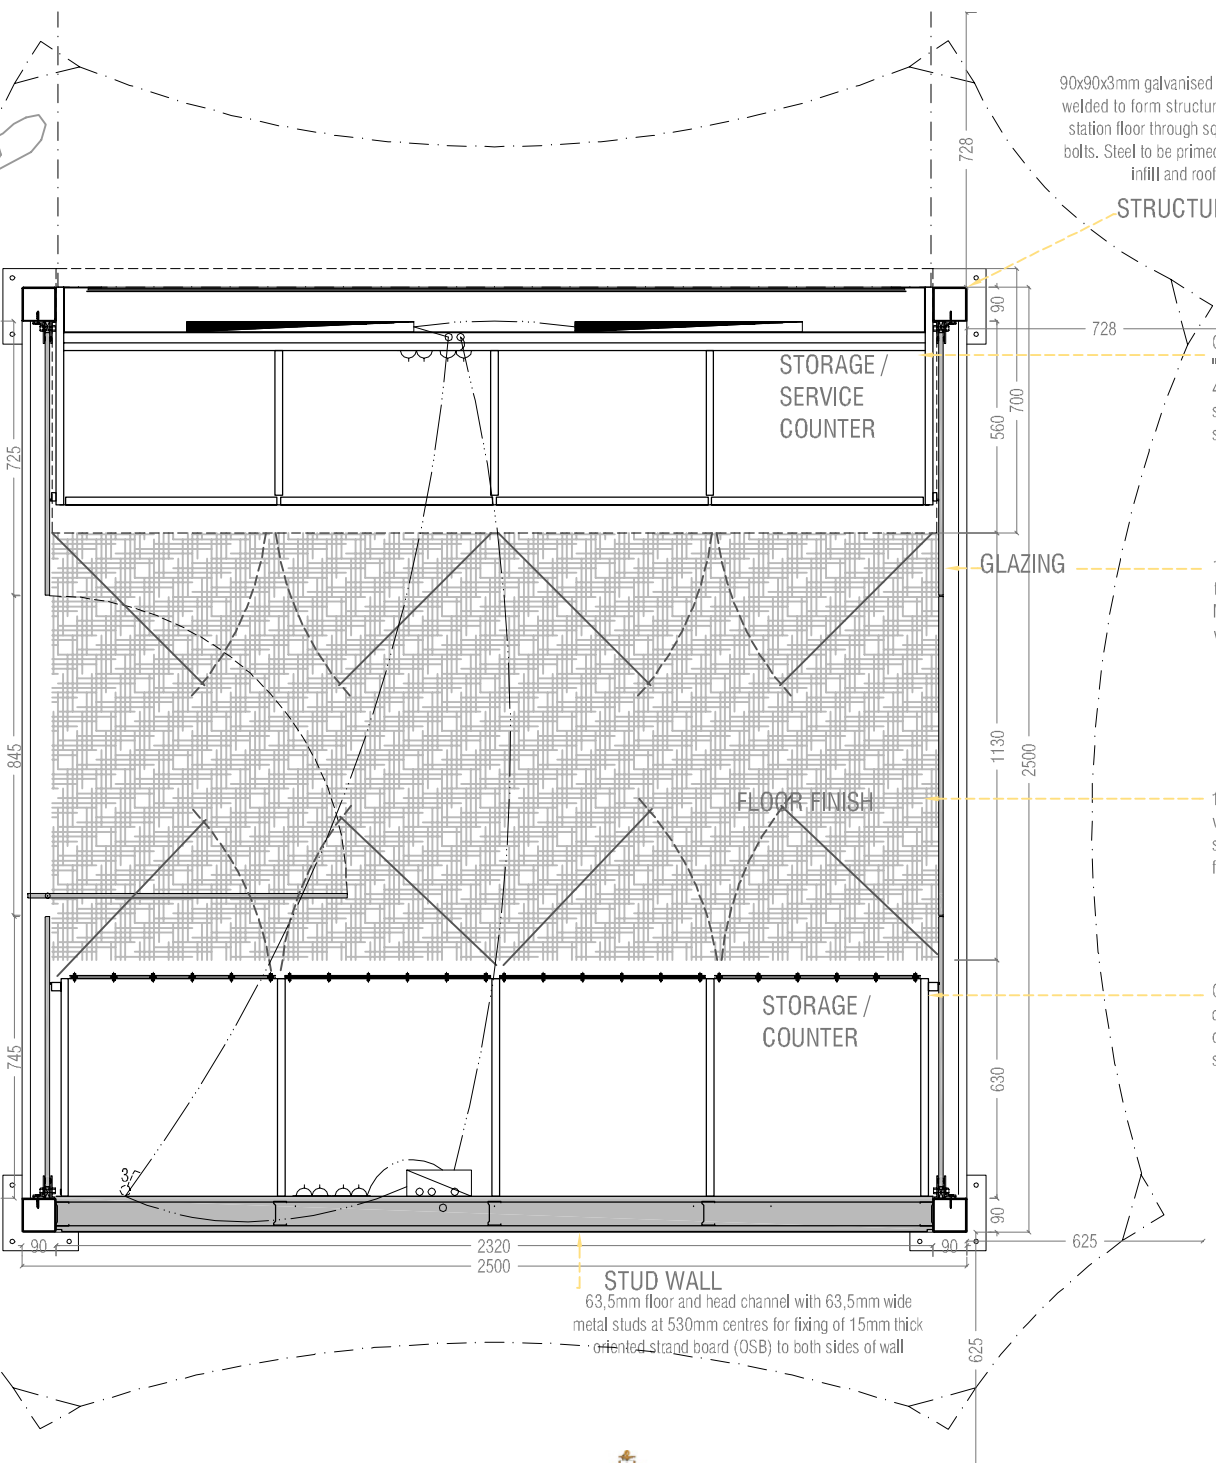 90x90x3mm galvanised
welded to form structur
station floor through so
bolts. Steel to be primed
infill and roof
STRUCTU
728
90
728
STORAGE /
SERVICE
COUNTER
700
560
725
GLAZING
845
1130
2500
FLOOR FINISH
STORAGE /
COUNTER
745
630
3
90
90
2320
90
2500
625
STUD WALL
63,5mm floor and head channel with 63,5mm wide
metal studs at 530mm centres for fixing of 15mm thick
oriented strand board (OSB) to both sides of wall
625